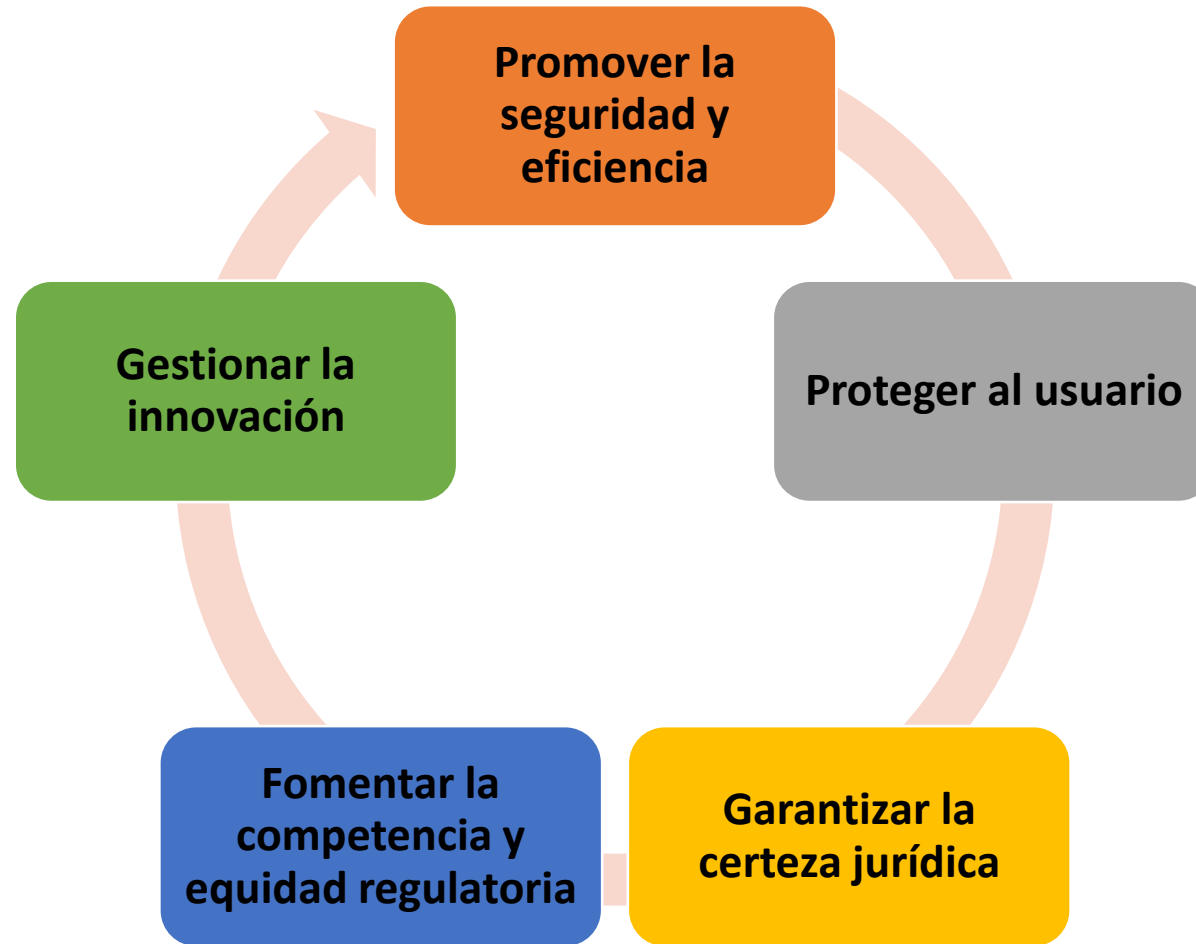 Promover la
seguridad y
eficiencia
Proteger al usuario
Garantizar la
certeza jurídica
Fomentar la
competencia y
equidad regulatoria
Gestionar la
innovación